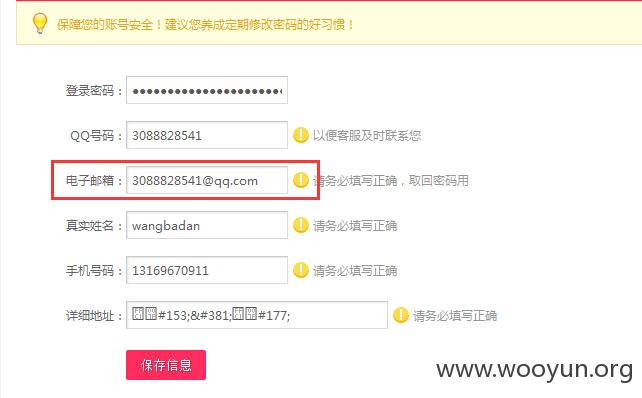 保障您的账号安全！建议您养成定期修改密码的好习惯！
登录密码： ●●●●●●●●●●●●●●●●●●●●●●
QQ号码： 3088828541 以便客服及时联系您
电子邮箱： 3088828541@qq.com 请务必填写正确，取回密码用
真实姓名： wangbadan 请务必填写正确
手机号码： 13169670911 请务必填写正确
详细地址： #153;&#381;#177; 请务必填写正确
保存信息
www.wooyun.org